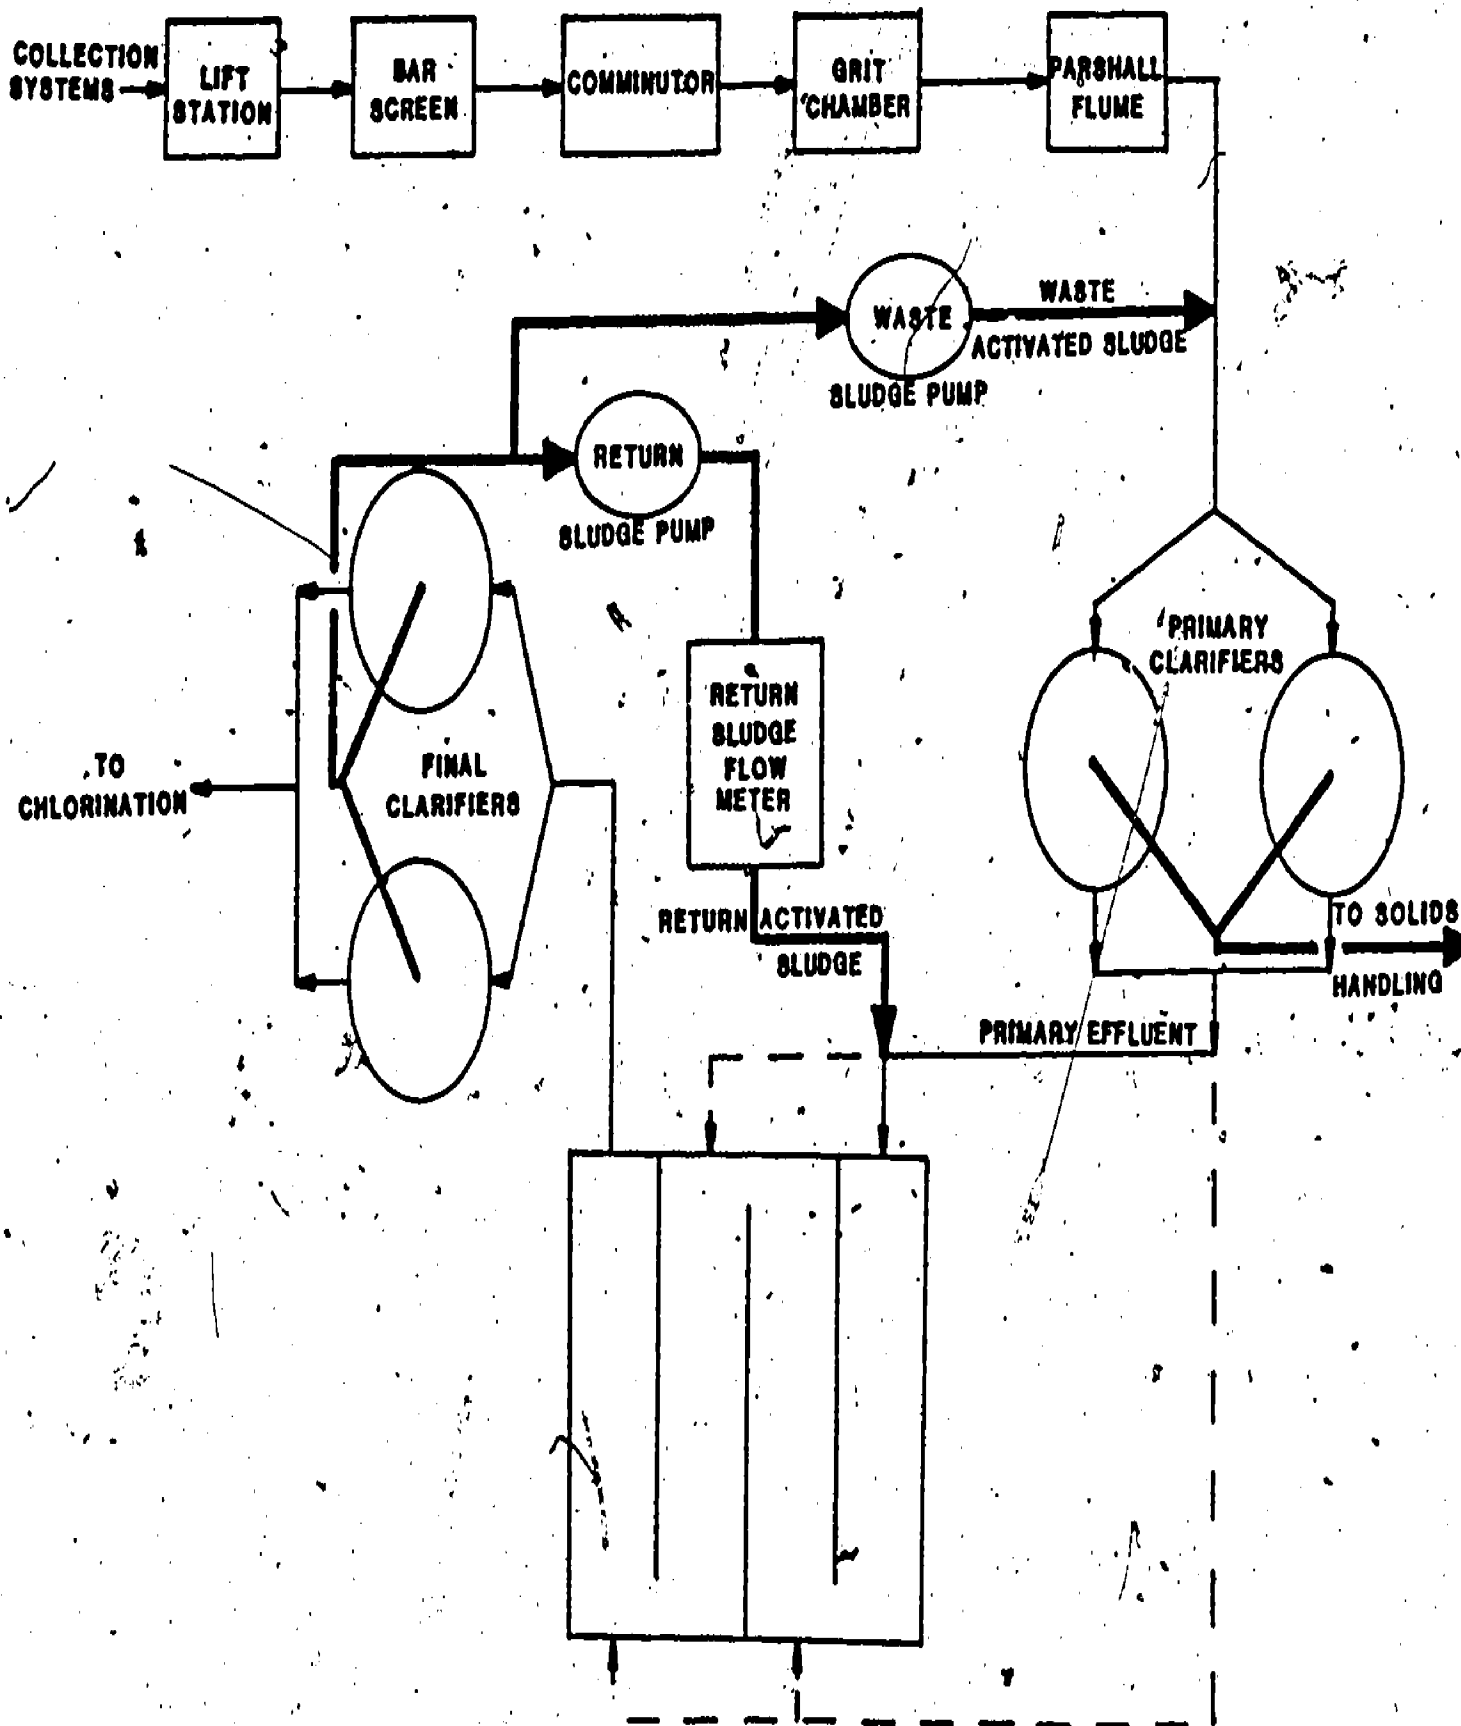 COLLECTION
SYSTEMS
LIFT
STATION
BAR
SCREEN
COMMINUTOR
GRIT
CHAMBER
PARSHALL
FLUME
WASTE
SLUDGE PUMP
WASTE
ACTIVATED SLUDGE
RETURN
SLUDGE PUMP
PRIMARY
CLARIFIERS
RETURN
SLUDGE
FLOW
METER
TO
CHLORINATION
FINAL
CLARIFIERS
RETURN ACTIVATED
SLUDGE
TO SOLIDS
HANDLING
PRIMARY EFFLUENT